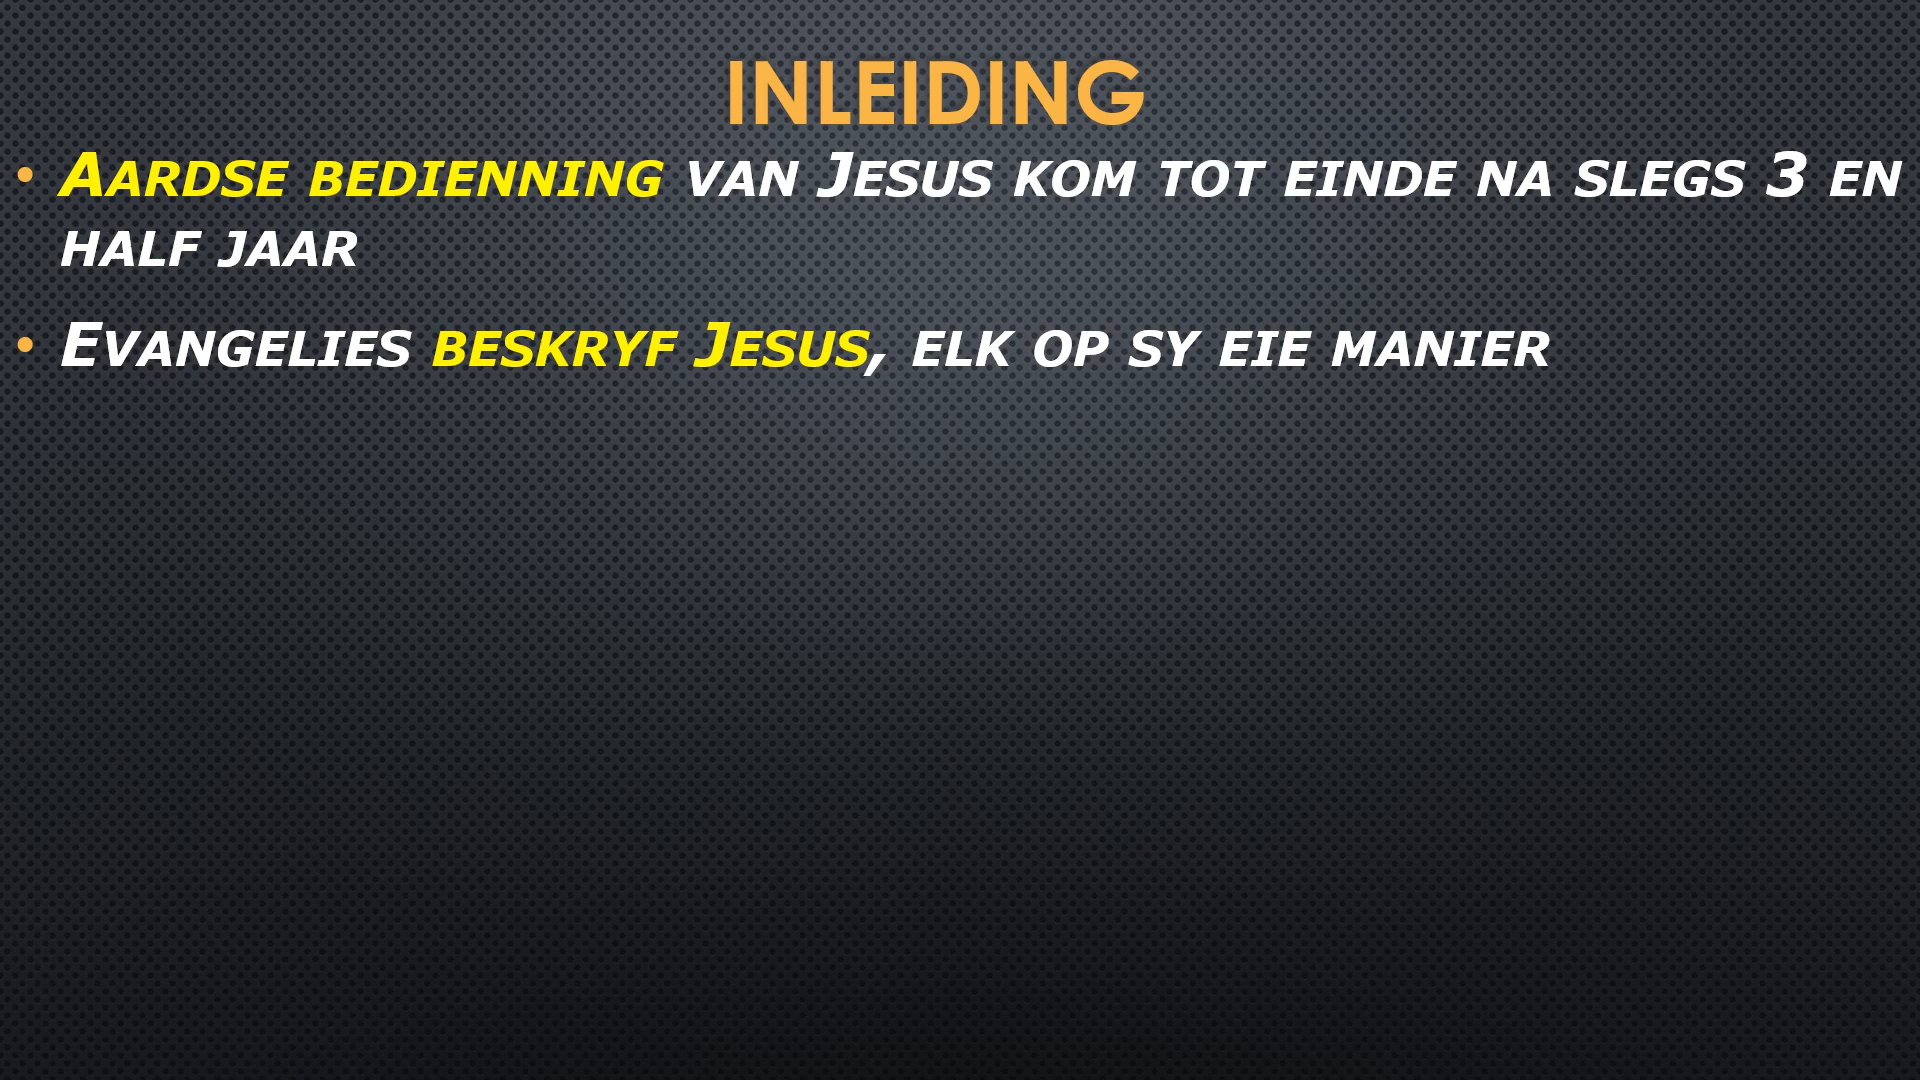 INLEIDING
• Aardse bedienning van Jesus kom tot einde na slegs 3 en
half jaar
• Evangelies beskryf Jesus, elk op sy eie manier